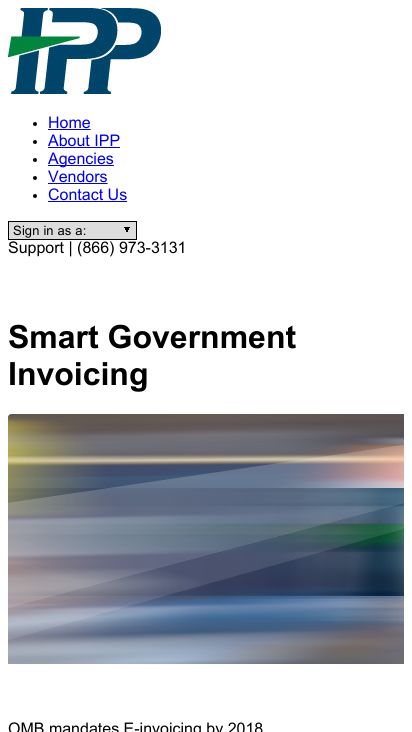 IPP
Home
About IPP
Agencies
Vendors
Contact Us
Sign in as a:
Support | (866) 973-3131
Smart Government
Invoicing
OMB mandates E-invoicing by 2018